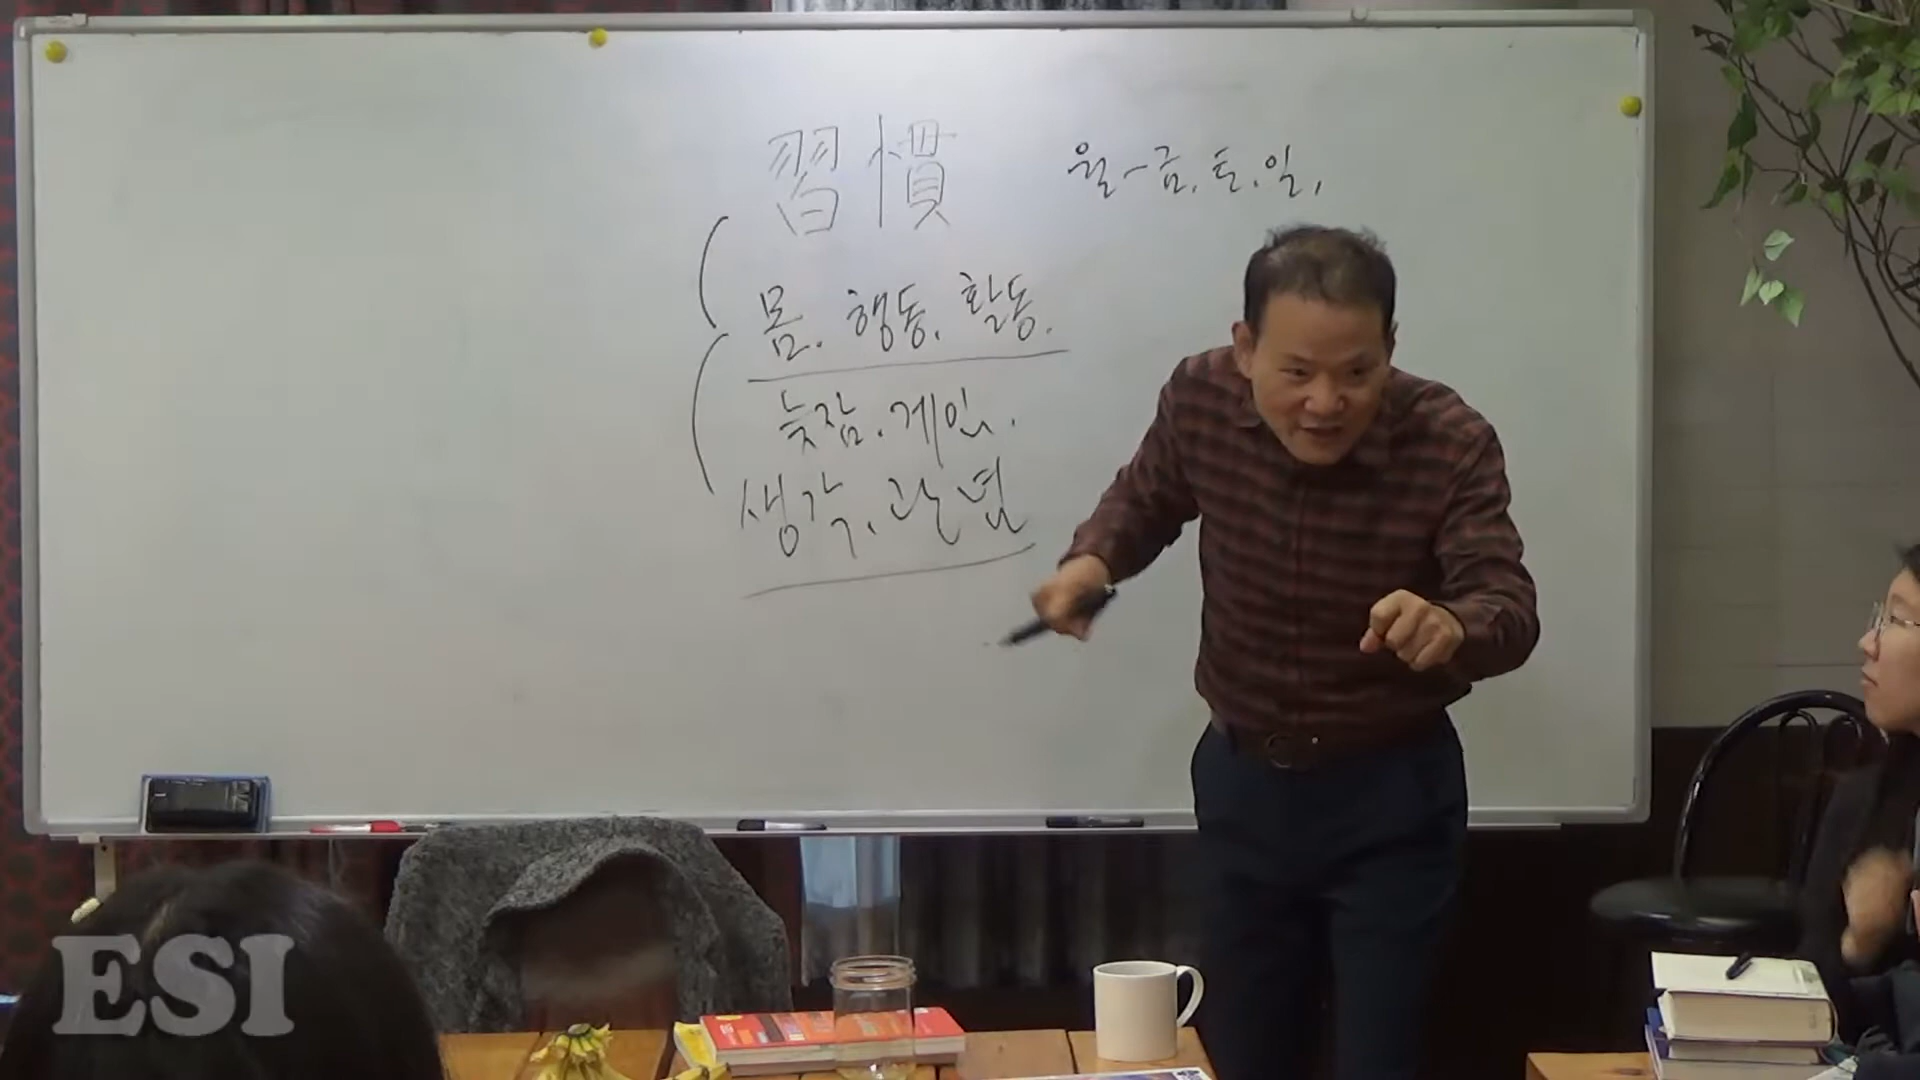 習慣
월~금. 토. 일,
몸. 행동. 활동.
늦잠. 게임.
생각. 관념
ESI